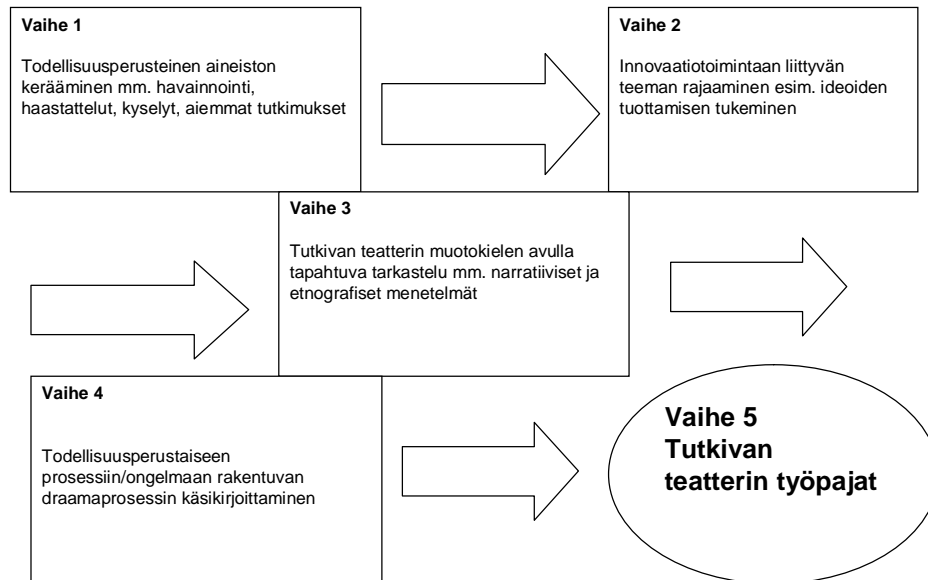 Vaihe 1
Todellisuusperusteinen aineiston
kerääminen mm. havainnointi,
haastattelut, kyselyt, aiemmat tutkimukset
Vaihe 2
Innovaatiotoimintaan liittyvän
teeman rajaaminen esim. ideoiden
tuottamisen tukeminen
Vaihe 3
Tutkivan teatterin muotokielen avulla
tapahtuva tarkastelu mm. narratiiviset ja
etnografiset menetelmät
Vaihe 4
Todellisuusperustaiseen
prosessiin/ongelmaan rakentuvan
draamaprosessin käsikirjoittaminen
Vaihe 5
Tutkivan
teatterin työpajat